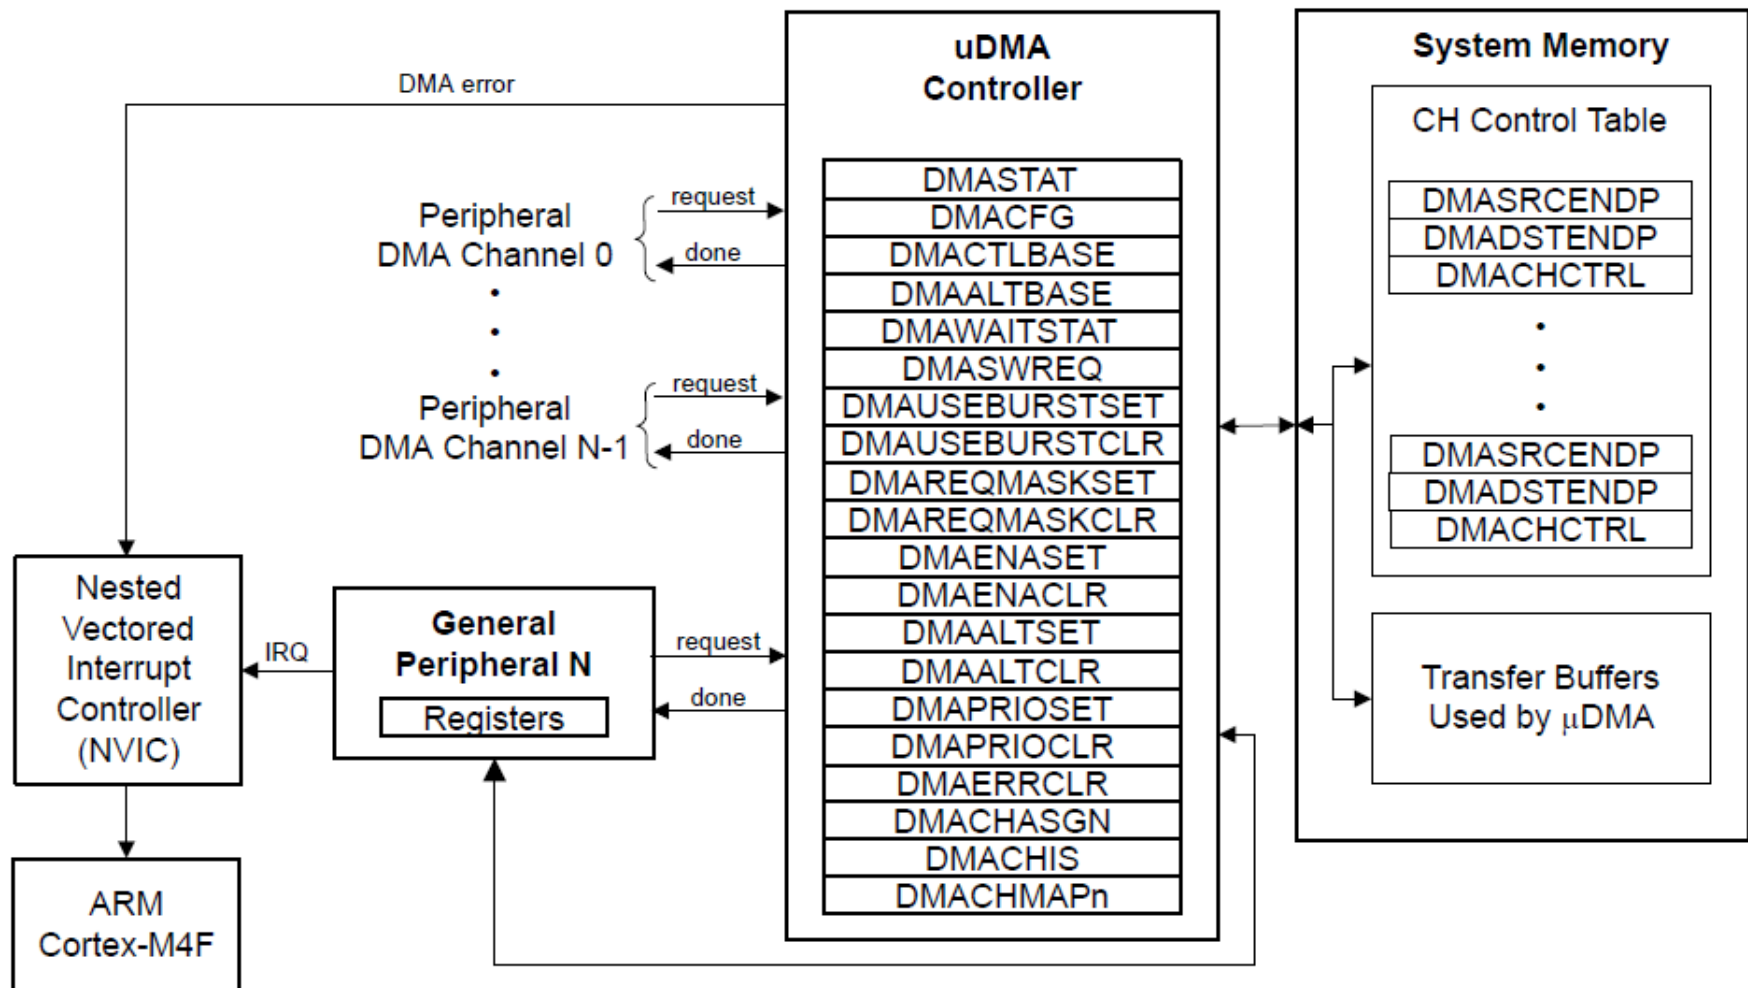 uDMA
Controller
DMASTAT
DMACFG
DMACTLBASE
DMAALTBASE
DMAWAITSTAT
DMASWREQ
DMAUSEBURSTSET
DMAUSEBURSTCLR
DMAREQMASKSET
DMAREQMASKCLR
DMAENASET
DMAENACLR
DMAALTSET
DMAALTCLR
DMAPRIOSET
DMAPRIOCLR
DMAERRCLR
DMACHASGN
DMACHIS
DMACHMAPn
System Memory
CH Control Table
DMASRCENDP
DMADSTENDP
DMACHCTRL
•
•
•
DMASRCENDP
DMADSTENDP
DMACHCTRL
Transfer Buffers
Used by μDMA
DMA error
Peripheral
DMA Channel 0
request
done
•
•
•
Peripheral
DMA Channel N-1
request
done
General
Peripheral N
Registers
request
done
IRQ
Nested
Vectored
Interrupt
Controller
(NVIC)
ARM
Cortex-M4F